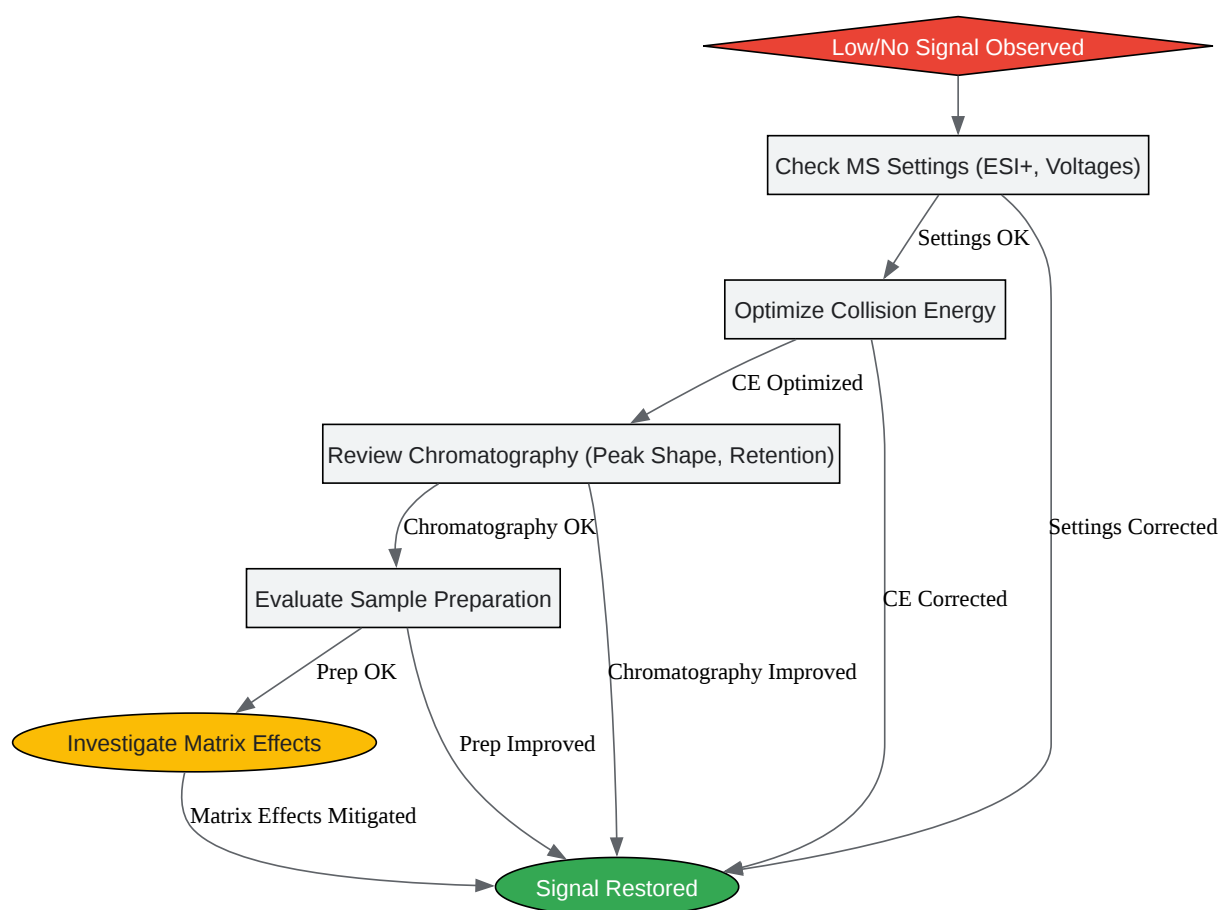 Low/No Signal Observed
Check MS Settings (ESI+, Voltages)
Settings OK
Optimize Collision Energy
CE Optimized
Review Chromatography (Peak Shape, Retention)
Chromatography OK
Settings Corrected
Evaluate Sample Preparation
CE Corrected
Prep OK
Chromatography Improved
Investigate Matrix Effects
Prep Improved
Matrix Effects Mitigated
Signal Restored